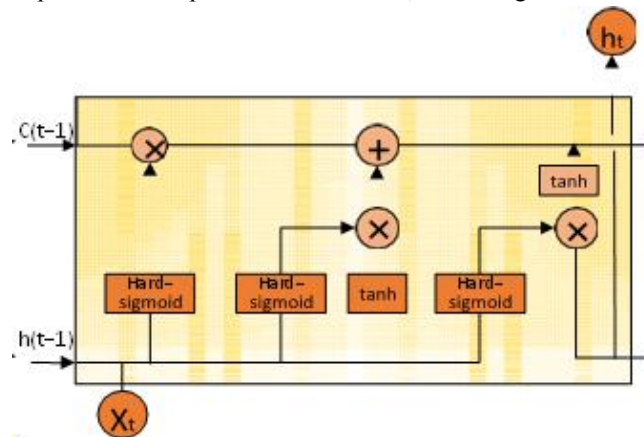 ht
C(t-1)
×
+
tanh
×
×
Hard-
sigmoid
Hard-
sigmoid
tanh
Hard-
sigmoid
h(t-1)
Xt